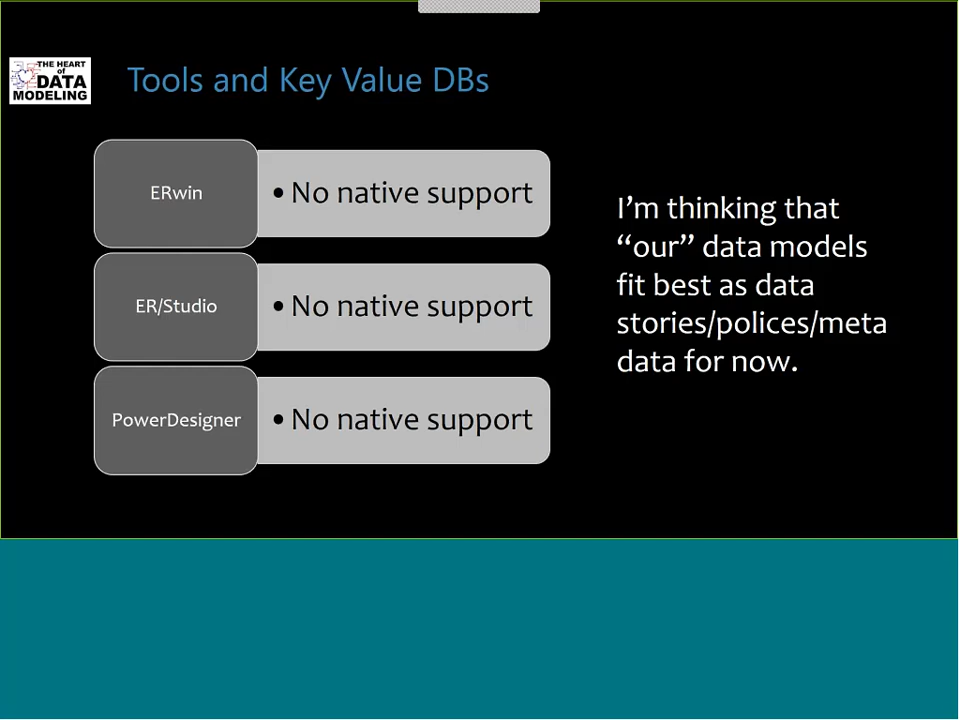 THE HEART
of
DATA
MODELING
Tools and Key Value DBs
ERwin
• No native support
ER/Studio
• No native support
PowerDesigner
• No native support
I’m thinking that
“our” data models
fit best as data
stories/polices/meta
data for now.